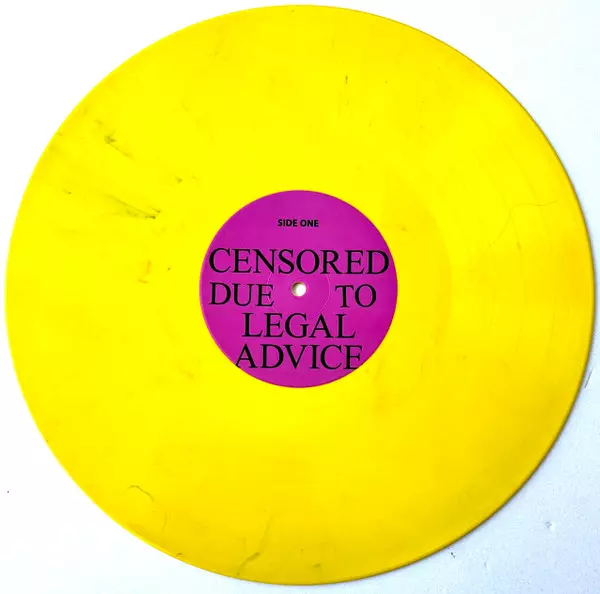 SIDE ONE
CENSORED
DUE TO
LEGAL
ADVICE